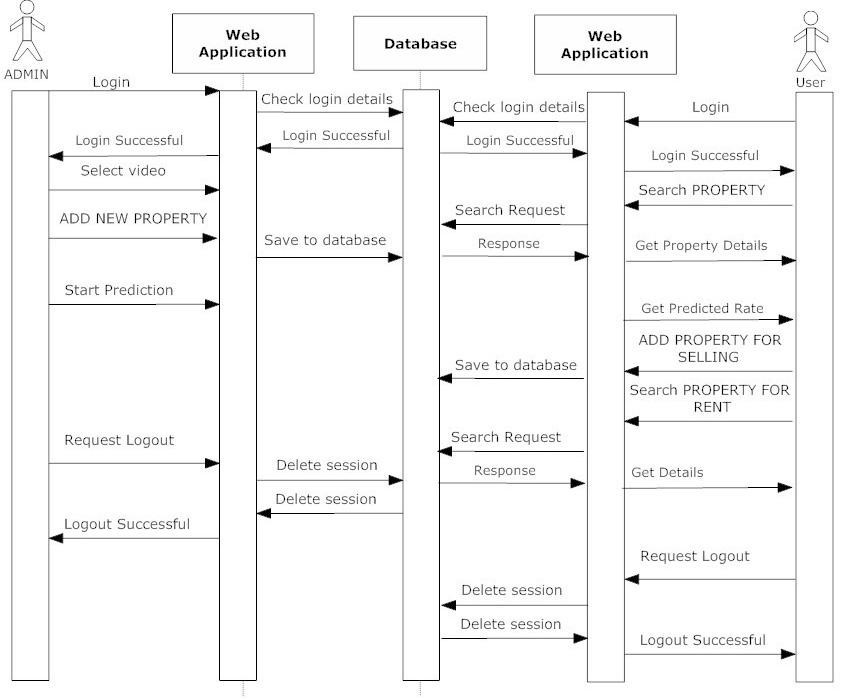 Web
Application
Database
Web
Application
ADMIN
User
Login
Check login details
Check login details
Login
Login Successful
Login Successful
Login Successful
Login Successful
Select video
Search PROPERTY
ADD NEW PROPERTY
Search Request
Save to database
Response
Get Property Details
Start Prediction
Get Predicted Rate
ADD PROPERTY FOR
SELLING
Save to database
Search PROPERTY FOR
RENT
Request Logout
Search Request
Delete session
Response
Get Details
Delete session
Logout Successful
Request Logout
Delete session
Delete session
Logout Successful